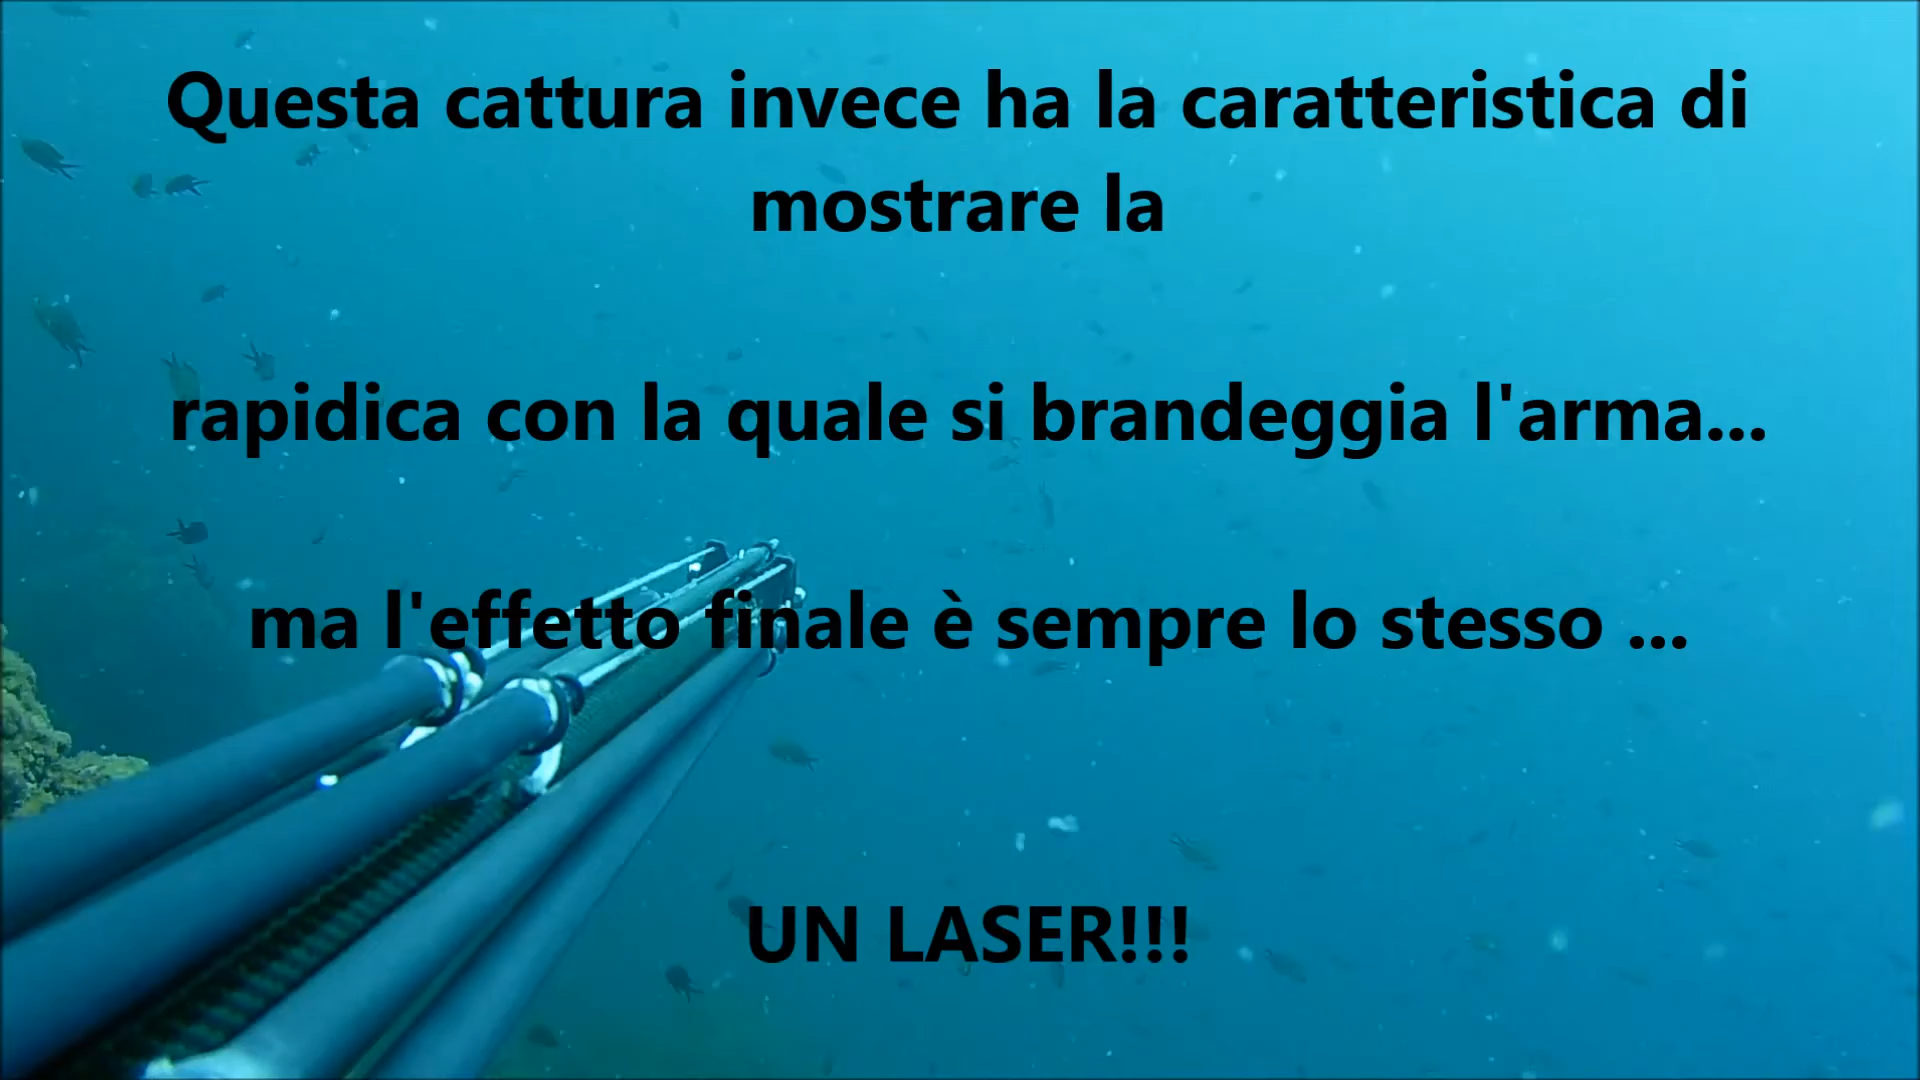 Questa cattura invece ha la caratteristica di
mostrare la
rapidica con la quale si brandeggia l'arma...
ma l'effetto finale è sempre lo stesso ...
UN LASER!!!